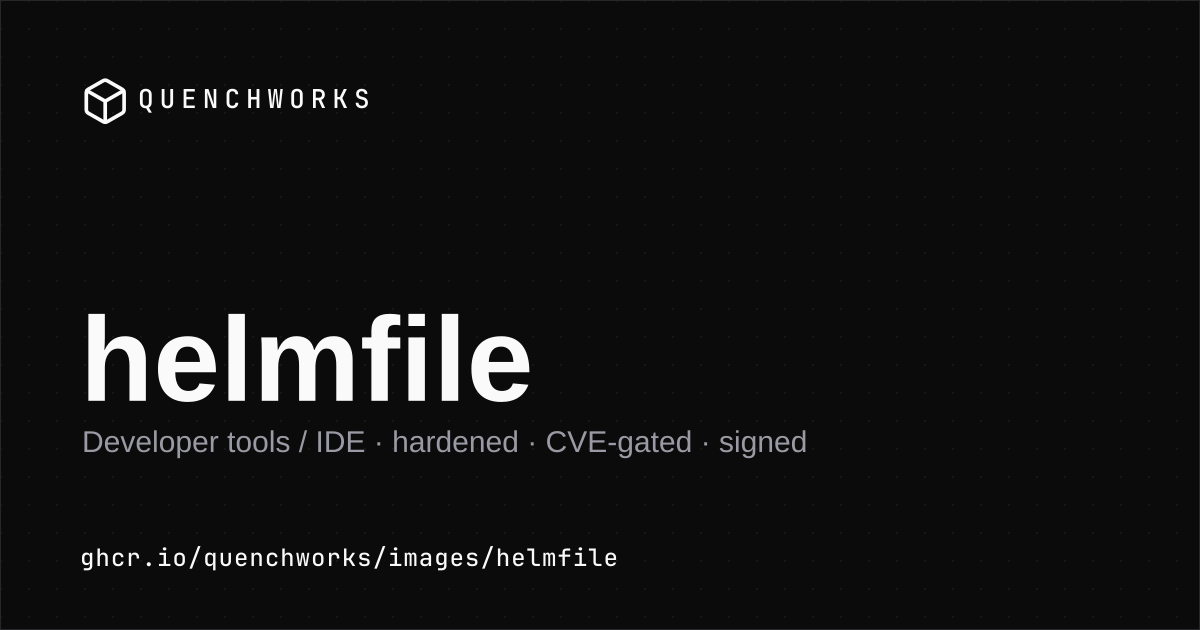 QUENCHWORKS
helmfile
Developer tools / IDE · hardened · CVE-gated · signed
ghcr.io/quenchworks/images/helmfile